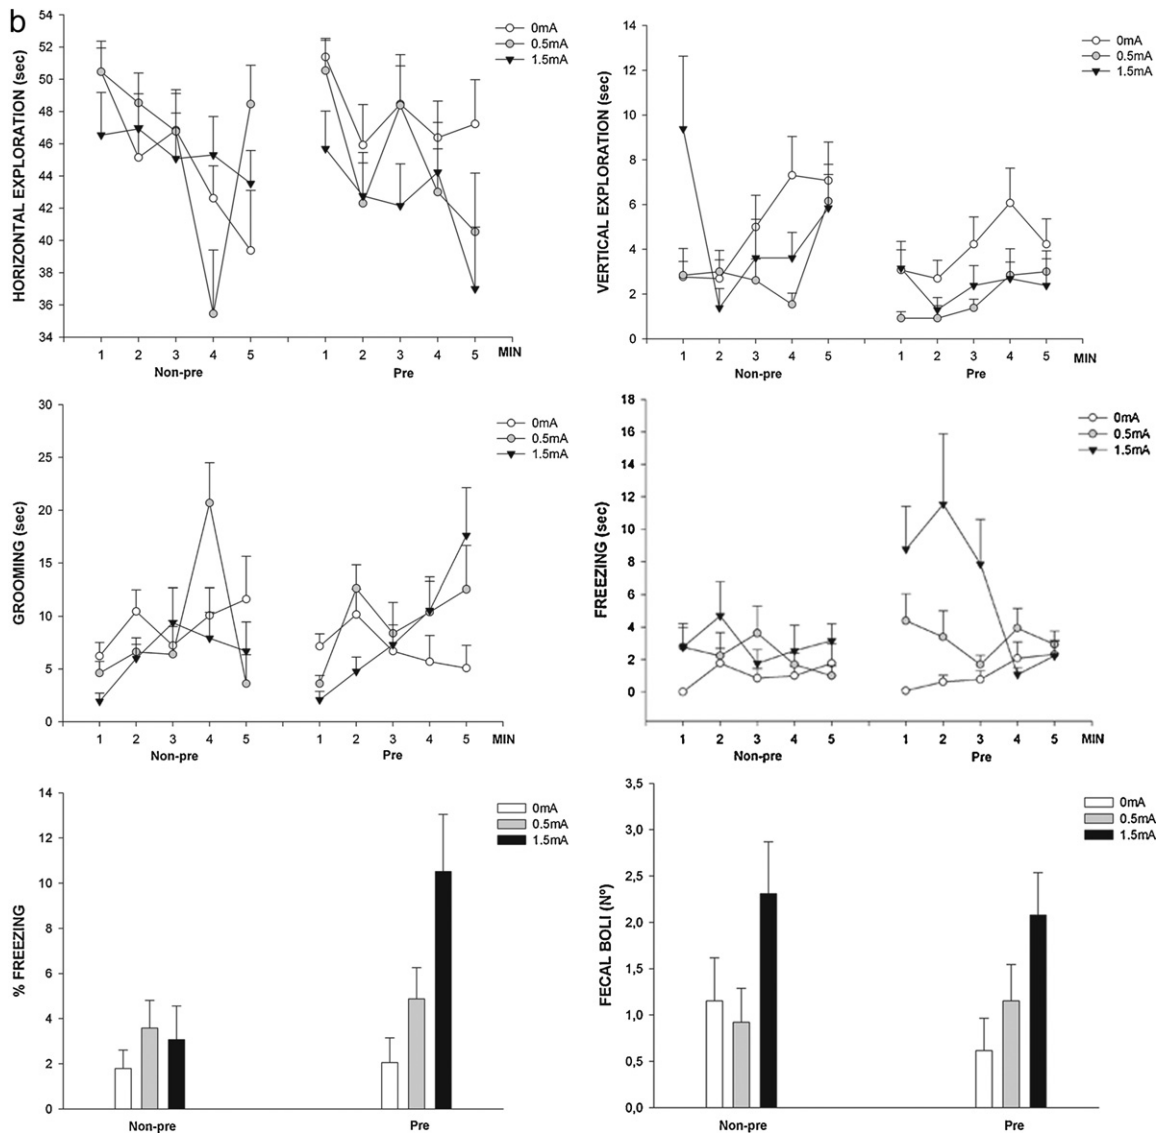 b
HORIZONTAL EXPLORATION (sec)
54
52
50
48
46
44
42
40
38
36
34
0mA
0.5mA
1.5mA
1 2 3 4 5 1 2 3 4 5 MIN
Non-pre Pre
VERTICAL EXPLORATION (sec)
14
12
10
8
6
4
2
0
0mA
0.5mA
1.5mA
1 2 3 4 5 1 2 3 4 5 MIN
Non-pre Pre
GROOMING (sec)
30
25
20
15
10
5
0
0mA
0.5mA
1.5mA
1 2 3 4 5 1 2 3 4 5 MIN
Non-pre Pre
FREEZING (sec)
18
16
14
12
10
8
6
4
2
0
0mA
0.5mA
1.5mA
1 2 3 4 5 1 2 3 4 5 MIN
Non-pre Pre
% FREEZING
14
12
10
8
6
4
2
0
0mA
0.5mA
1.5mA
Non-pre Pre
FECAL BOLI (Nº)
3,5
3,0
2,5
2,0
1,5
1,0
0,5
0,0
0mA
0.5mA
1.5mA
Non-pre Pre